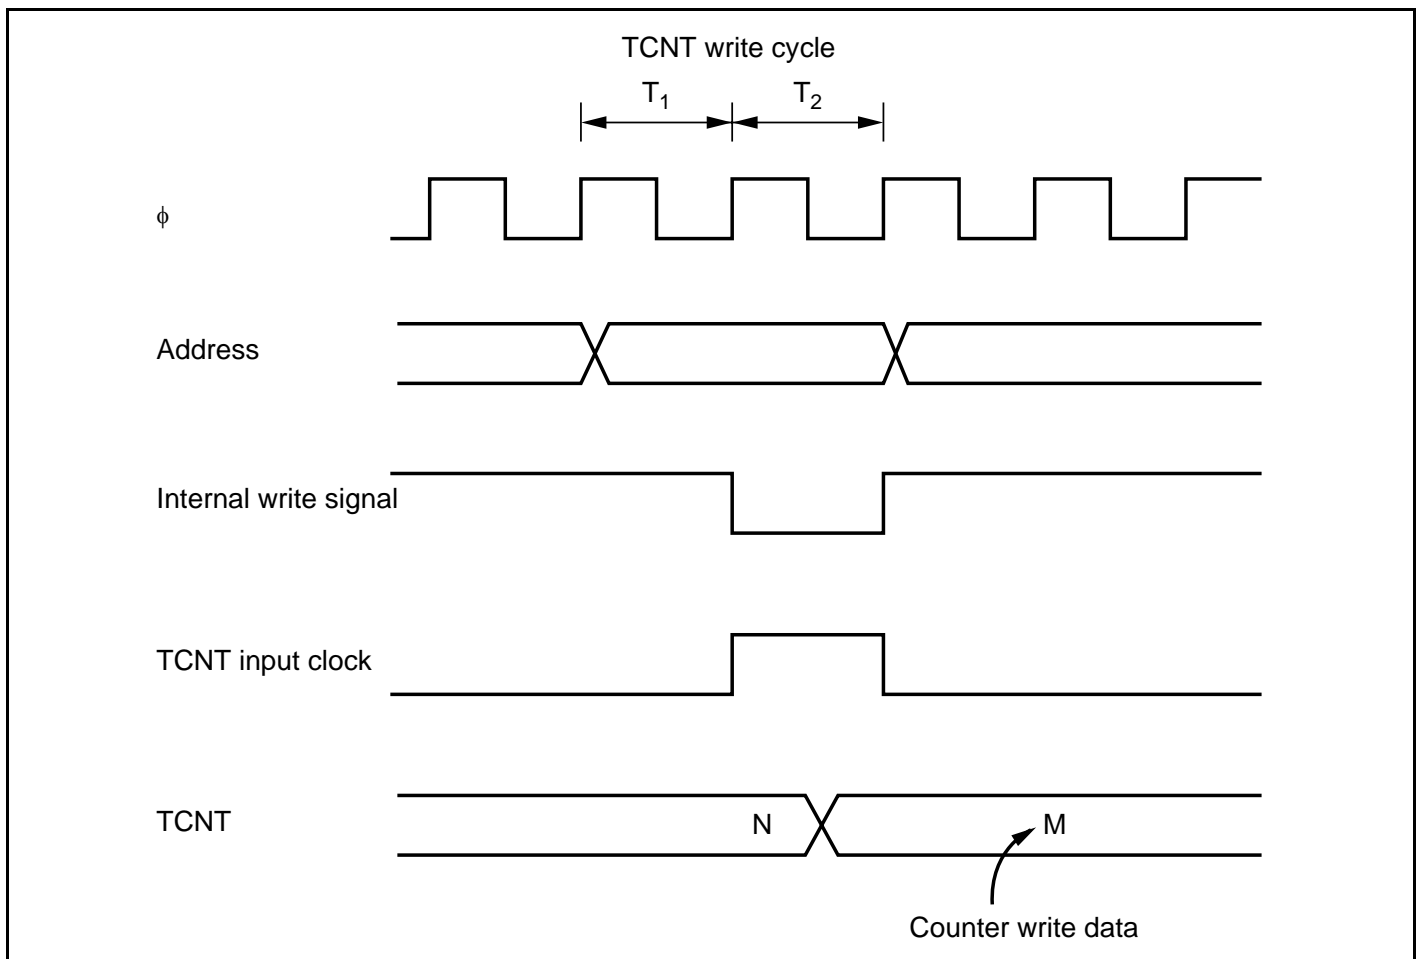 TCNT write cycle
T₁ T₂
ϕ
Address
Internal write signal
TCNT input clock
TCNT N M
Counter write data